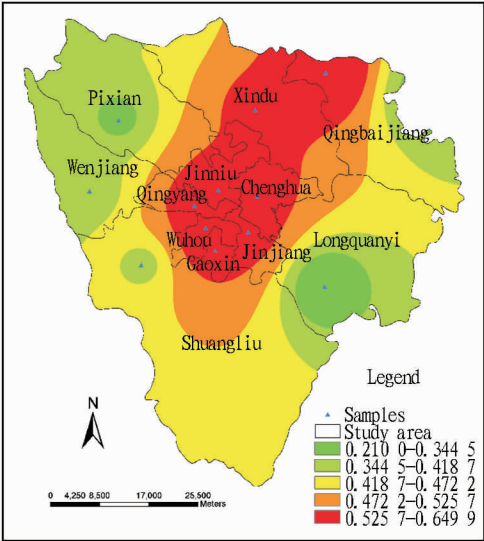 Pixian
Xindu
Qingbaijiang
Wenjiang
Jinniu
Qingyang
Chenghua
Wuhou
Jinjiang
Longquanyi
Gaoxin
Shuangliu
Legend
N
Samples
Study area
0.210 0-0.344 5
0.344 5-0.418 7
0.418 7-0.472 2
0.472 2-0.525 7
0.525 7-0.649 9
0 4,250 8,500 17,000 25,500
Meters